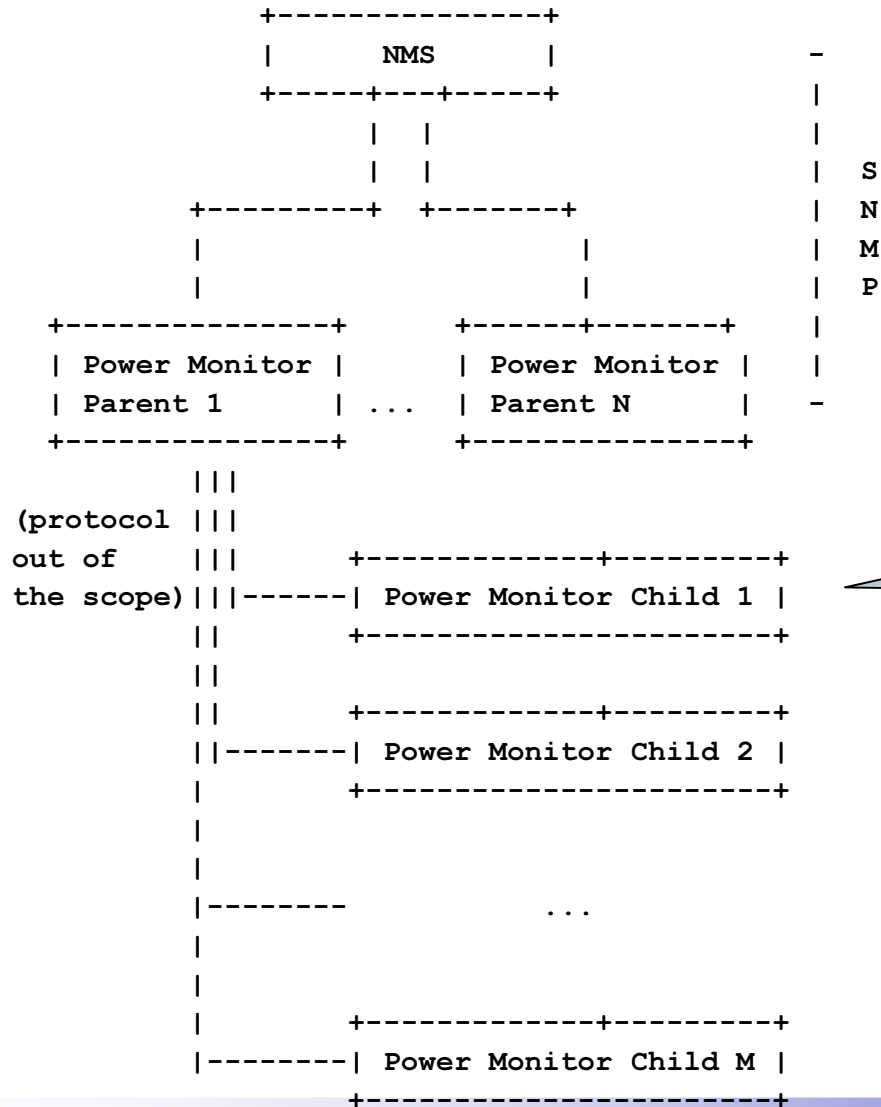 NMS
S
N
M
P
Power Monitor Power Monitor
Parent 1 ... Parent N
(protocol
out of
the scope) Power Monitor Child 1
Power Monitor Child 2
...
Power Monitor Child M